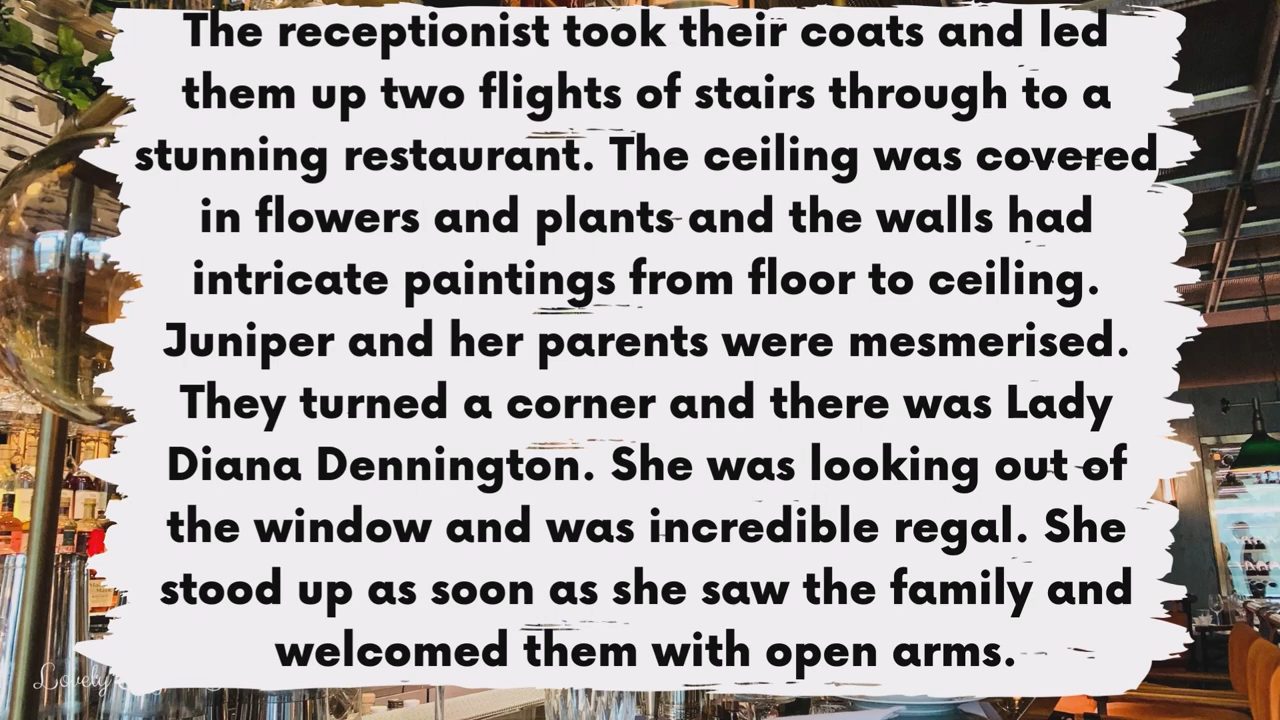 The receptionist took their coats and led
them up two flights of stairs through to a
stunning restaurant. The ceiling was covered
in flowers and plants and the walls had
intricate paintings from floor to ceiling.
Juniper and her parents were mesmerised.
They turned a corner and there was Lady
Diana Dennington. She was looking out of
the window and was incredible regal. She
stood up as soon as she saw the family and
welcomed them with open arms.
Lovely